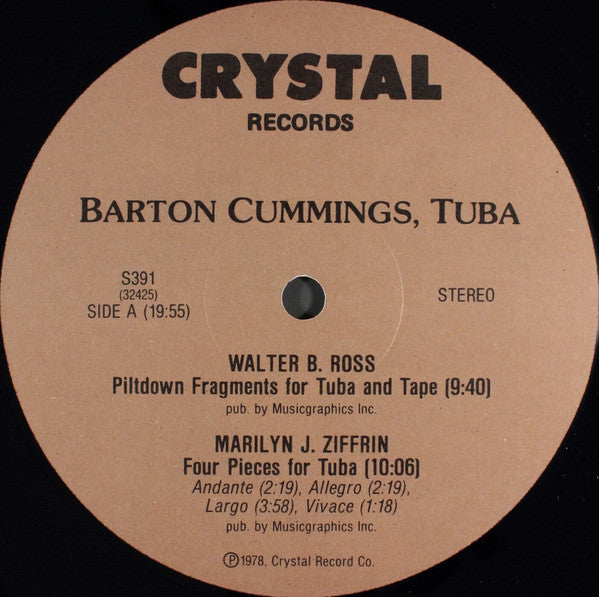 CRYSTAL
RECORDS
BARTON CUMMINGS, TUBA
S391
(32425)
SIDE A (19:55)
STEREO
WALTER B. ROSS
Piltdown Fragments for Tuba and Tape (9:40)
pub. by Musicgraphics Inc.
MARILYN J. ZIFFRIN
Four Pieces for Tuba (10:06)
Andante (2:19), Allegro (2:19),
Largo (3:58), Vivace (1:18)
pub. by Musicgraphics Inc.
℗1978, Crystal Record Co.